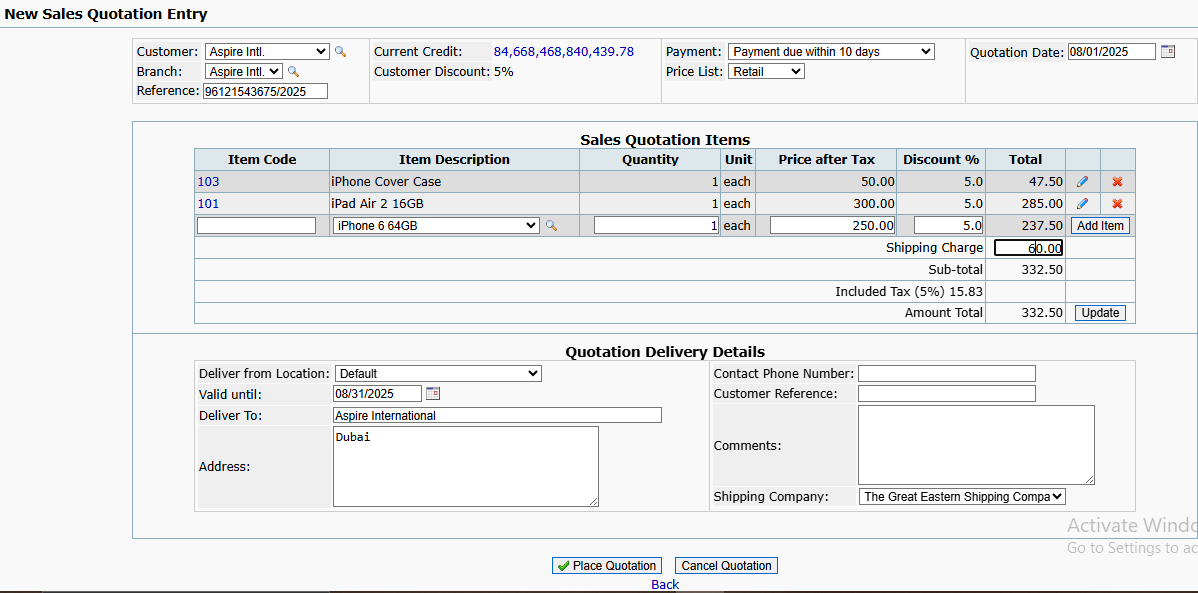 New Sales Quotation Entry
Customer: Aspire Intl. Current Credit: 84,668,468,840,439.78 Payment: Payment due within 10 days Quotation Date: 08/01/2025
Branch: Aspire Intl. Customer Discount: 5% Price List: Retail
Reference: 96121543675/2025
Sales Quotation Items
Item Code Item Description Quantity Unit Price after Tax Discount % Total
103 iPhone Cover Case 1 each 50.00 5.0 47.50
101 iPad Air 2 16GB 1 each 300.00 5.0 285.00
iPhone 6 64GB 1 each 250.00 5.0 237.50 Add Item
Shipping Charge 60.00
Sub-total 332.50
Included Tax (5%) 15.83
Amount Total 332.50 Update
Quotation Delivery Details
Deliver from Location: Default Contact Phone Number:
Valid until: 08/31/2025 Customer Reference:
Deliver To: Aspire International
Address: Dubai
Comments:
Shipping Company: The Great Eastern Shipping Compa
Activate Windo
Go to Settings to ac
Place Quotation Cancel Quotation
Back